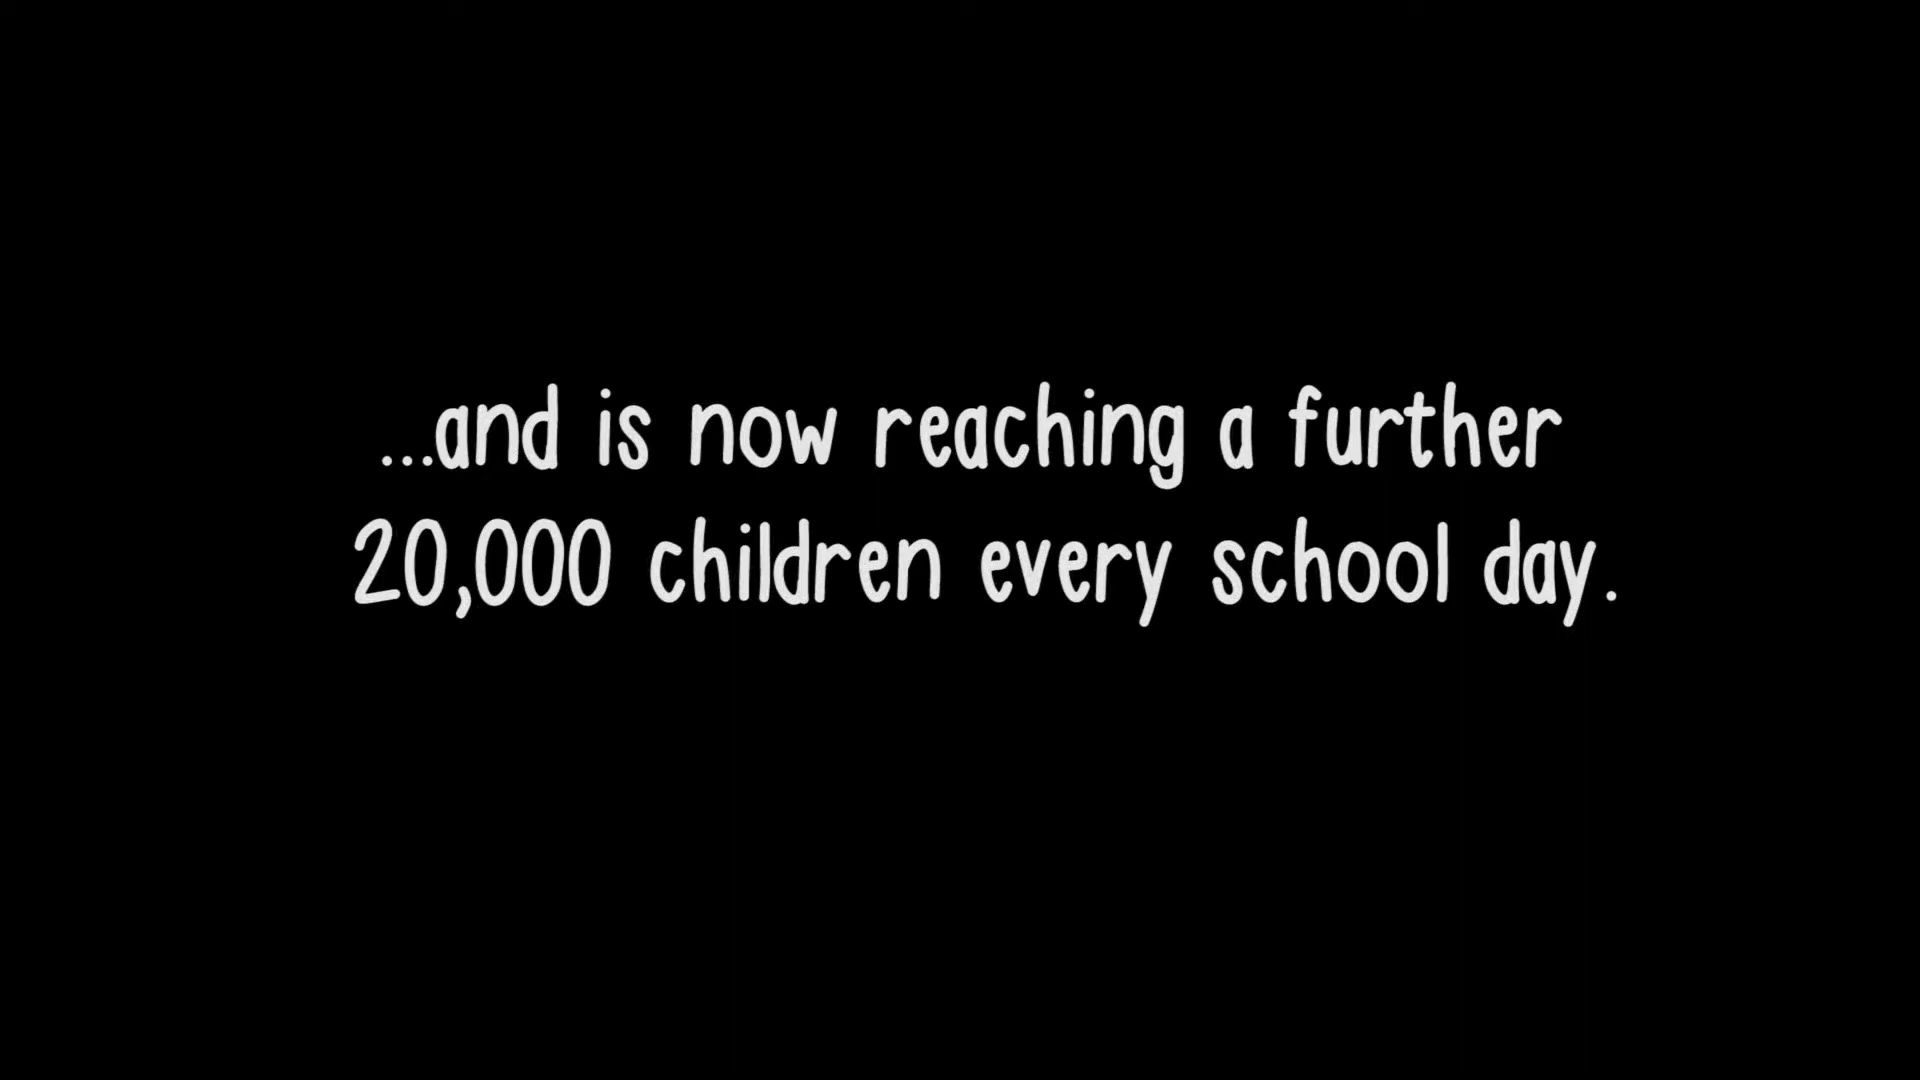 ...and is now reaching a further
20,000 children every school day.